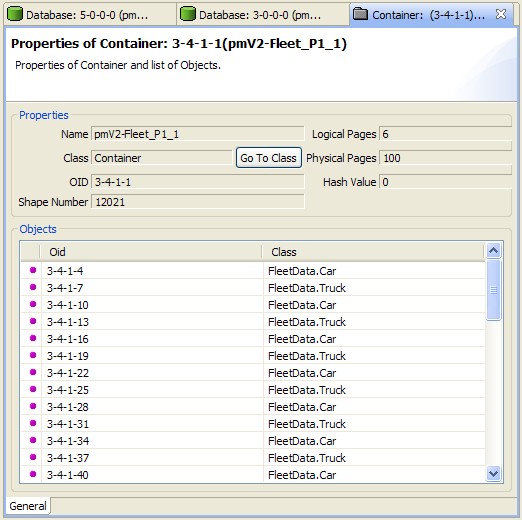 Database: 5-0-0-0 (pm... Database: 3-0-0-0 (pm... Container: (3-4-1-1)...
Properties of Container: 3-4-1-1(pmV2-Fleet_P1_1)
Properties of Container and list of Objects.
Properties
Name pmV2-Fleet_P1_1 Logical Pages 6
Class Container Go To Class Physical Pages 100
OID 3-4-1-1 Hash Value 0
Shape Number 12021
Objects
Oid Class
3-4-1-4 FleetData.Car
3-4-1-7 FleetData.Truck
3-4-1-10 FleetData.Car
3-4-1-13 FleetData.Truck
3-4-1-16 FleetData.Car
3-4-1-19 FleetData.Truck
3-4-1-22 FleetData.Car
3-4-1-25 FleetData.Truck
3-4-1-28 FleetData.Car
3-4-1-31 FleetData.Truck
3-4-1-34 FleetData.Car
3-4-1-37 FleetData.Truck
3-4-1-40 FleetData.Car
General